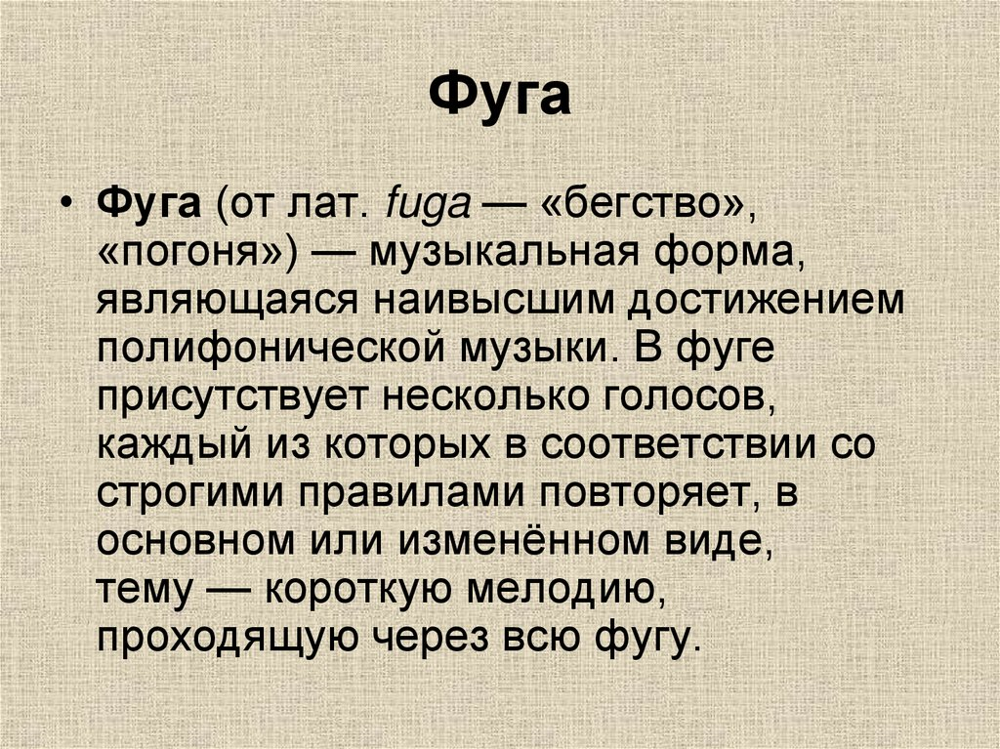 Фуга
• Фуга (от лат. fuga — «бегство»,
«погоня») — музыкальная форма,
являющаяся наивысшим достижением
полифонической музыки. В фуге
присутствует несколько голосов,
каждый из которых в соответствии со
строгими правилами повторяет, в
основном или изменённом виде,
тему — короткую мелодию,
проходящую через всю фугу.